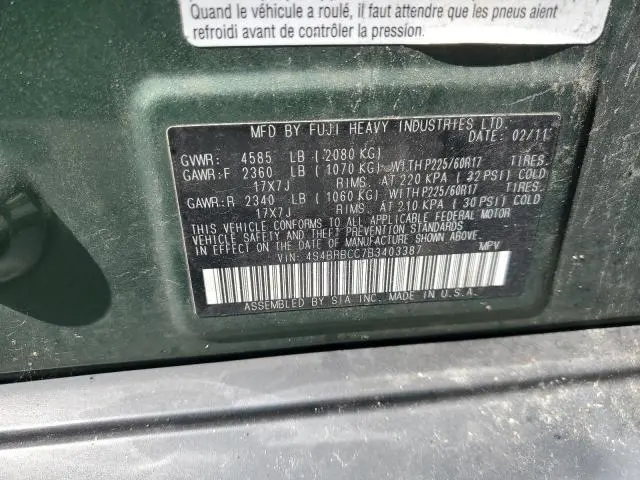 Quand le véhicule a roulé, il faut attendre que les pneus aient
refroidi avant de contrôler la pression.
MFD BY FUJI HEAVY INDUSTRIES LTD
DATE: 02/11
GVWR: 4585 LB (2080 KG)
GAWR:F 2360 LB (1070 KG) WITH P225/60R17 TIRES.
17X7J RIMS. AT 220 KPA (32 PSI) COLD
GAWR:R 2340 LB (1060 KG) WITH P225/60R17 TIRES.
17X7J RIMS. AT 210 KPA (30 PSI) COLD
THIS VEHICLE CONFORMS TO ALL APPLICABLE FEDERAL MOTOR
VEHICLE SAFETY, THEFT PREVENTION STANDARDS
IN EFFECT ON THE DATE OF MANUFACTURE SHOWN ABOVE.
VIN: 4S4BRBCC7B3403387 MPV
ASSEMBLED BY SIA INC. MADE IN U.S.A.